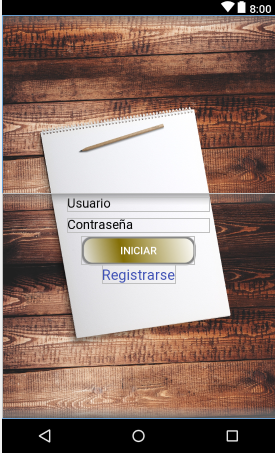 8:00
Usuario
Contraseña
INICIAR
Registrarse